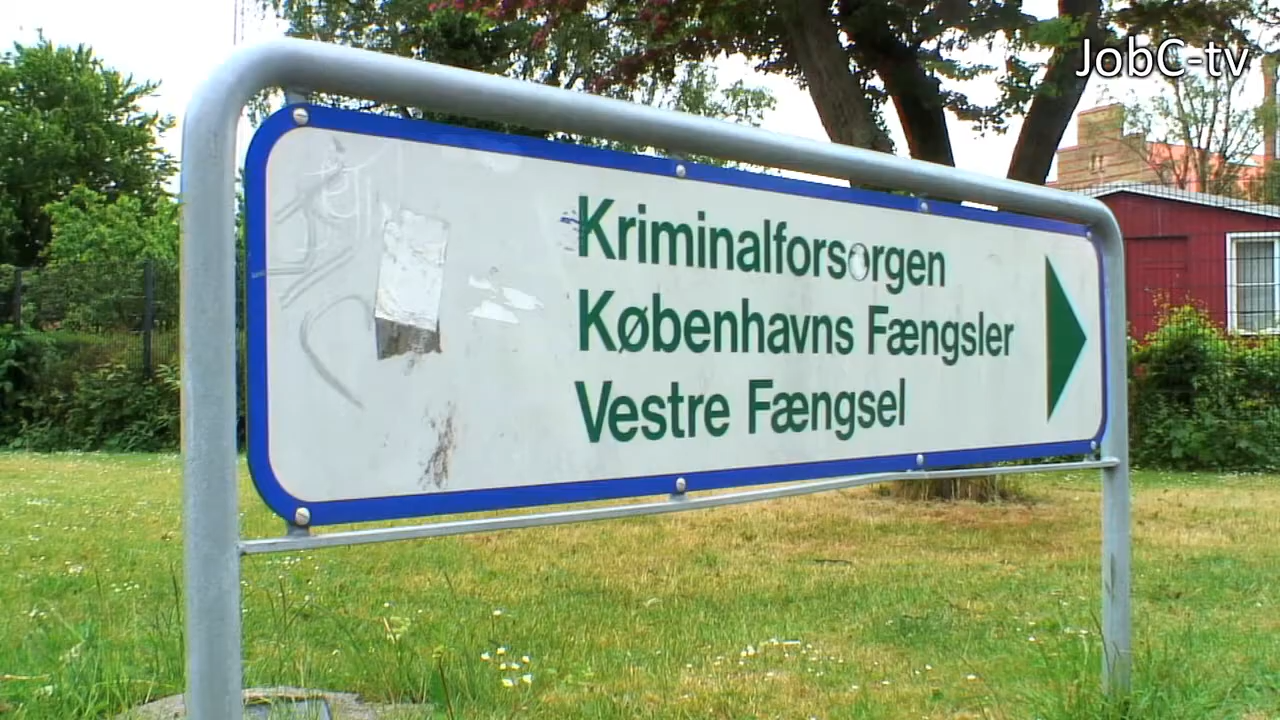 JobC-tv
Kriminalforsorgen
Københavns Fængsler
Vestre Fængsel